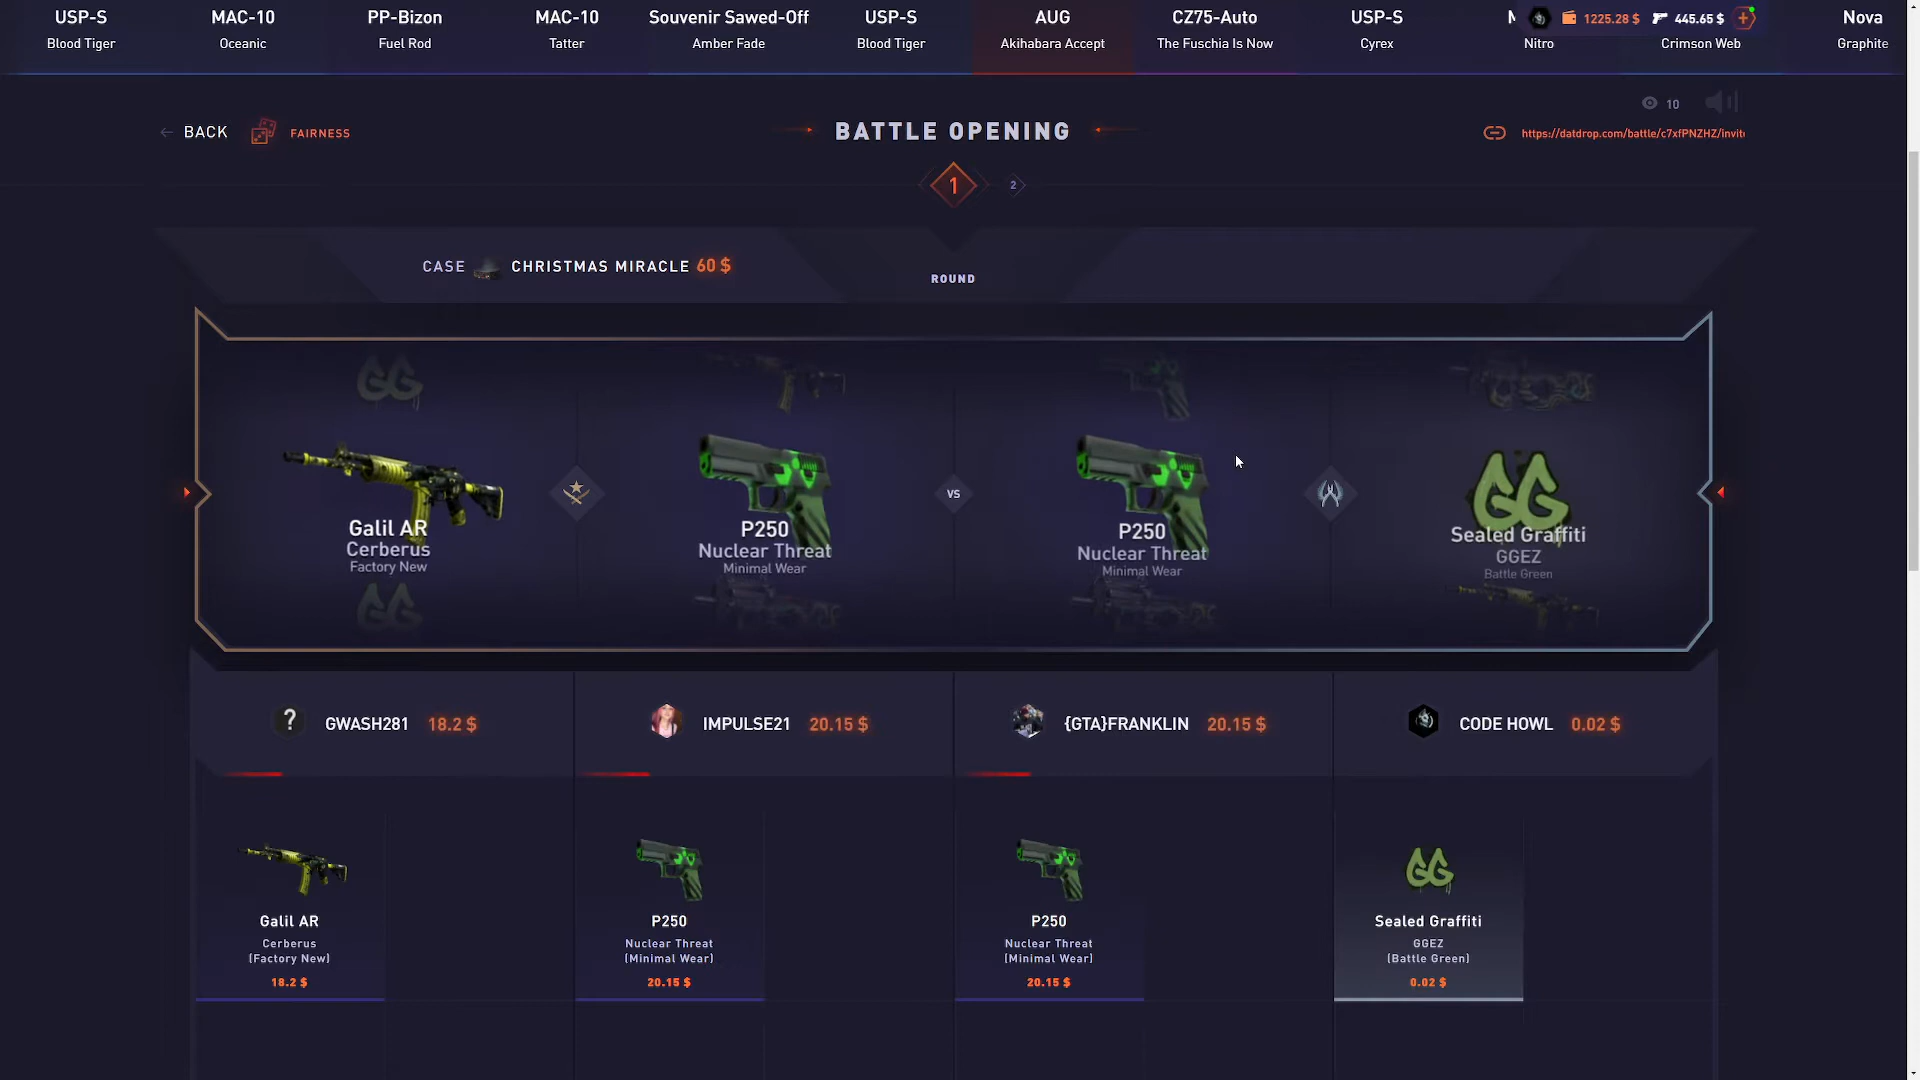 USP-S
MAC-10
PP-Bizon
MAC-10
Souvenir Sawed-Off
USP-S
AUG
CZ75-Auto
USP-S
1225.28 $
445.65 $
Nova
Blood Tiger
Oceanic
Fuel Rod
Tatter
Amber Fade
Blood Tiger
Akihabara Accept
The Fuschia Is Now
Cyrex
Nitro
Crimson Web
Graphite
10
BACK
FAIRNESS
BATTLE OPENING
https://datdrop.com/battle/c7xfPNZHZ/invite
1
2
CASE CHRISTMAS MIRACLE 60 $
ROUND
GG
Galil AR
Cerberus
Factory New
P250
Nuclear Threat
Minimal Wear
VS
P250
Nuclear Threat
Minimal Wear
GG
Sealed Graffiti
GGEZ
Battle Green
GG
GWASH281 18.2 $
IMPULSE21 20.15 $
{GTA}FRANKLIN 20.15 $
CODE HOWL 0.02 $
Galil AR
Cerberus
(Factory New)
18.2 $
P250
Nuclear Threat
(Minimal Wear)
20.15 $
P250
Nuclear Threat
(Minimal Wear)
20.15 $
GG
Sealed Graffiti
GGEZ
(Battle Green)
0.02 $